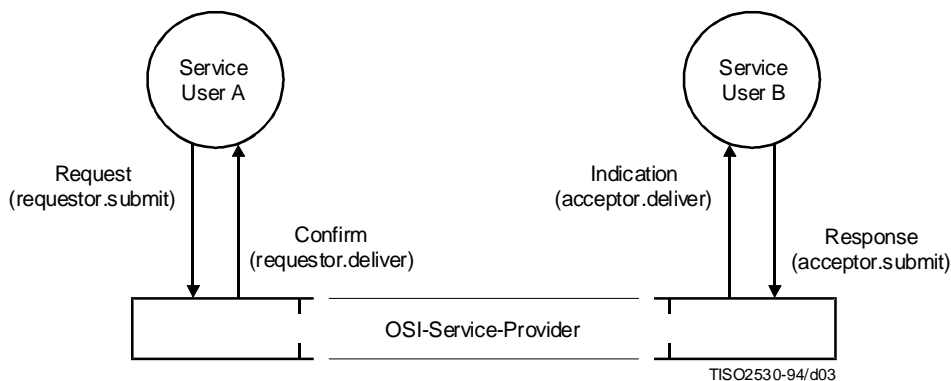 Service
User A
Service
User B
Request
(requestor.submit)
Confirm
(requestor.deliver)
Indication
(acceptor.deliver)
Response
(acceptor.submit)
OSI-Service-Provider
TISO2530-94/d03